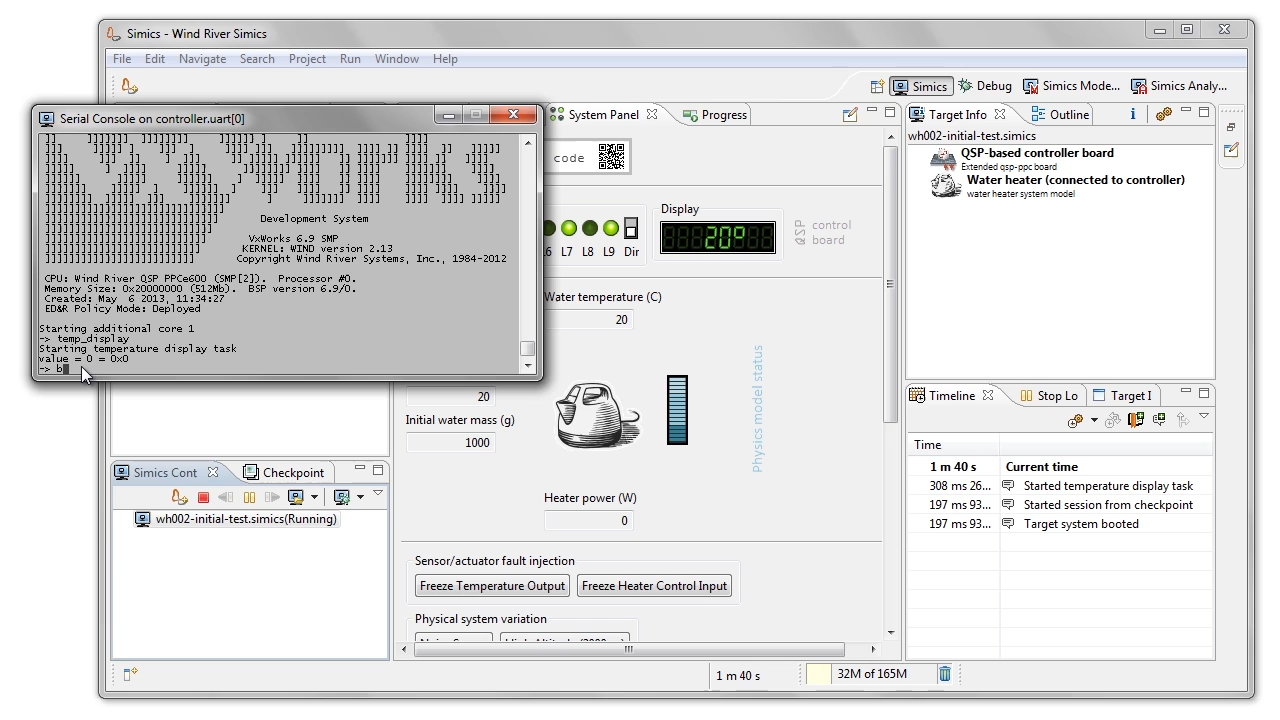 Simics - Wind River Simics
File Edit Navigate Search Project Run Window Help
Simics Debug Simics Mode... Simics Analy...
Serial Console on controller.uart[0]
Development System
VxWorks 6.9 SMP
KERNEL: WIND version 2.13
Copyright Wind River Systems, Inc., 1984-2012
CPU: Wind River QSP PPCe600 (SMP[2]). Processor #0.
Memory Size: 0x20000000 (512Mb). BSP version 6.9/0.
Created: May 6 2013, 11:34:27
ED&R Policy Mode: Deployed
Starting additional core 1
-> temp_display
Starting temperature display task
value = 0 = 0x0
-> b
System Panel Progress
code
L7 L8 L9 Dir
Display
20°
QSP control
board
Water temperature (C)
20
20
Initial water mass (g)
1000
Physics model status
Heater power (W)
0
Sensor/actuator fault injection
Freeze Temperature Output Freeze Heater Control Input
Physical system variation
Target Info Outline
wh002-initial-test.simics
QSP-based controller board
Extended qsp-ppc board
Water heater (connected to controller)
water heater system model
Timeline Stop Lo Target I
Time
1 m 40 s Current time
308 ms 26... Started temperature display task
197 ms 93... Started session from checkpoint
197 ms 93... Target system booted
Simics Cont Checkpoint
wh002-initial-test.simics(Running)
1 m 40 s
32M of 165M